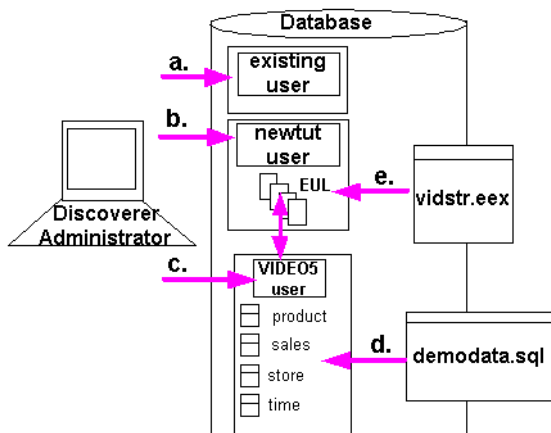 Database
a.
existing
user
b.
newtut
user
EUL
e.
vidstr.eex
Discoverer
Administrator
c.
VIDEO5
user
product
sales
store
time
d.
demodata.sql